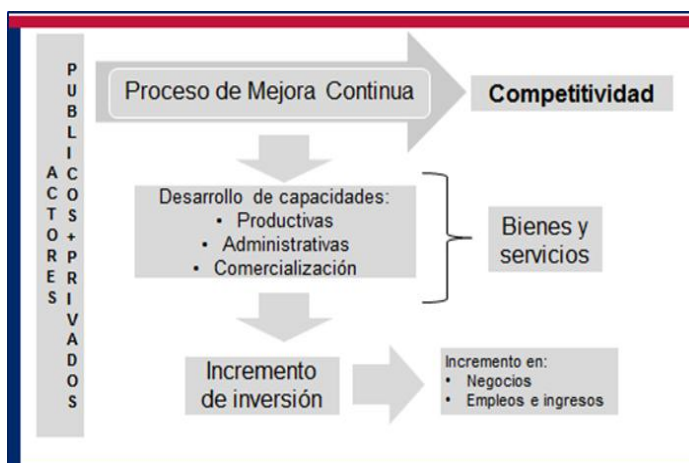 ACTORES
PUBLICOS+PRIVADOS
Proceso de Mejora Continua
Competitividad
Desarrollo de capacidades:
• Productivas
• Administrativas
• Comercialización
Bienes y
servicios
Incremento
de inversión
Incremento en:
• Negocios
• Empleos e ingresos